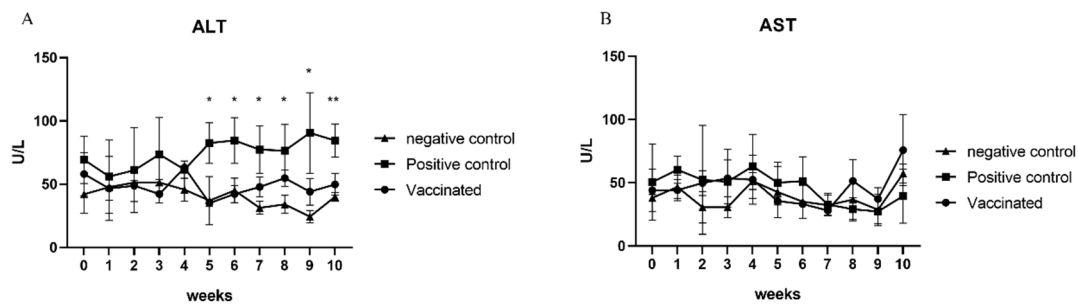 A
ALT
150
100
50
0
U/L
* * * * * **
0 1 2 3 4 5 6 7 8 9 10
weeks
negative control
Positive control
Vaccinated
B
AST
150
100
50
0
U/L
0 1 2 3 4 5 6 7 8 9 10
weeks
negative control
Positive control
Vaccinated